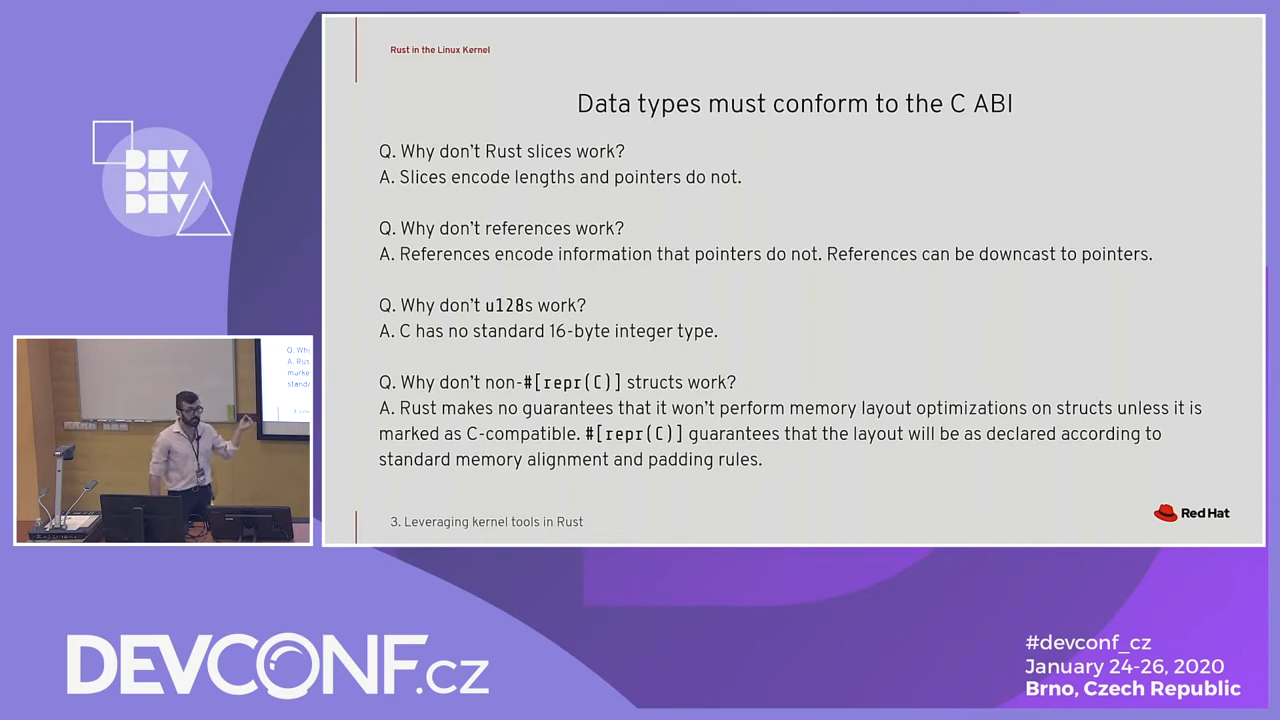 Rust in the Linux Kernel
Data types must conform to the C ABI
Q. Why don't Rust slices work?
A. Slices encode lengths and pointers do not.
Q. Why don't references work?
A. References encode information that pointers do not. References can be downcast to pointers.
Q. Why don't u128s work?
A. C has no standard 16-byte integer type.
Q. Why don't non-#[repr(C)] structs work?
A. Rust makes no guarantees that it won't perform memory layout optimizations on structs unless it is
marked as C-compatible. #[repr(C)] guarantees that the layout will be as declared according to
standard memory alignment and padding rules.
3. Leveraging kernel tools in Rust
Red Hat
DEV
DEV
DEV
Q. Wh
A. Rus
marke
standa
DEVCONF.cz
#devconf_cz
January 24-26, 2020
Brno, Czech Republic